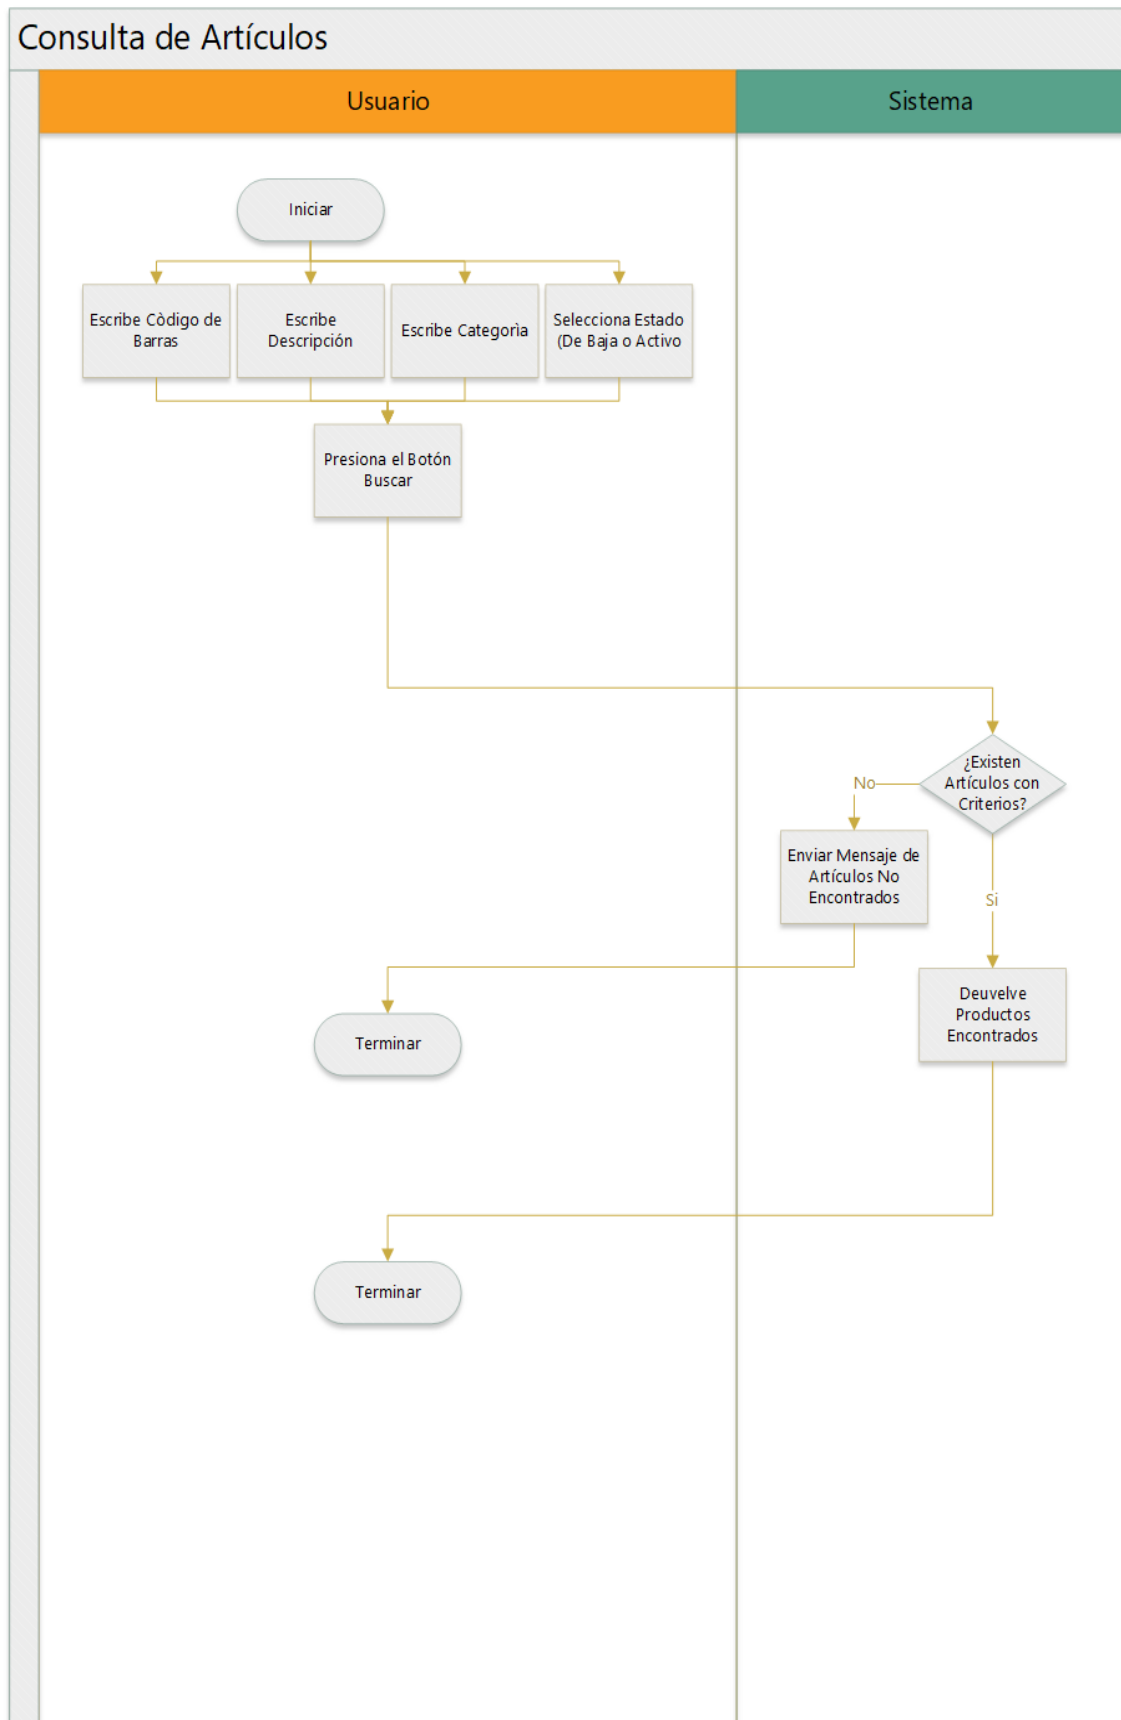 Consulta de Artículos
Usuario
Sistema
Iniciar
Escribe Còdigo de
Barras
Escribe
Descripción
Escribe Categorìa
Selecciona Estado
(De Baja o Activo
Presiona el Botón
Buscar
¿Existen
Artículos con
Criterios?
No
Enviar Mensaje de
Artículos No
Encontrados
Si
Deuvelve
Productos
Encontrados
Terminar
Terminar